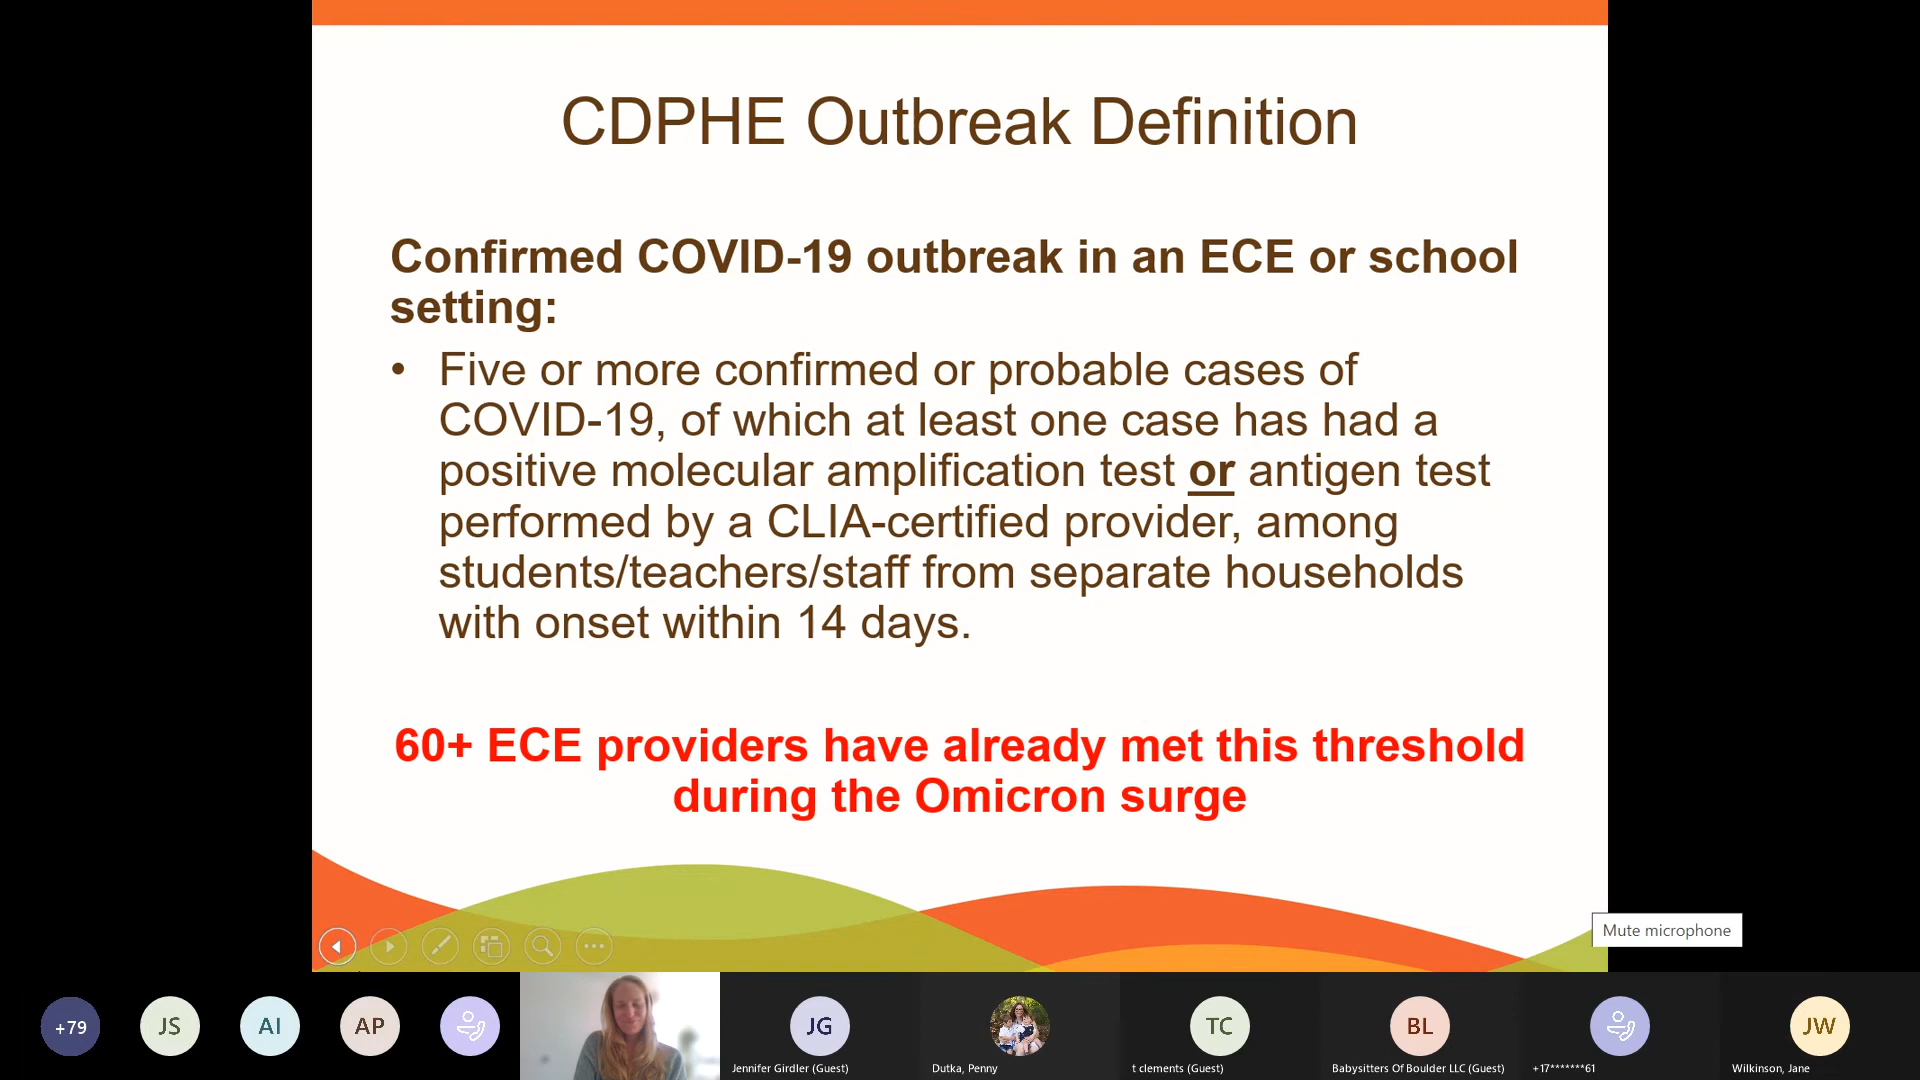 CDPHE Outbreak Definition
Confirmed COVID-19 outbreak in an ECE or school
setting:
• Five or more confirmed or probable cases of
COVID-19, of which at least one case has had a
positive molecular amplification test or antigen test
performed by a CLIA-certified provider, among
students/teachers/staff from separate households
with onset within 14 days.
60+ ECE providers have already met this threshold
during the Omicron surge
Mute microphone
+79
JS
AI
AP
JG
TC
BL
JW
Jennifer Girdler (Guest)
Dutka, Penny
t clements (Guest)
Babysitters Of Boulder LLC (Guest)
+17*******61
Wilkinson, Jane